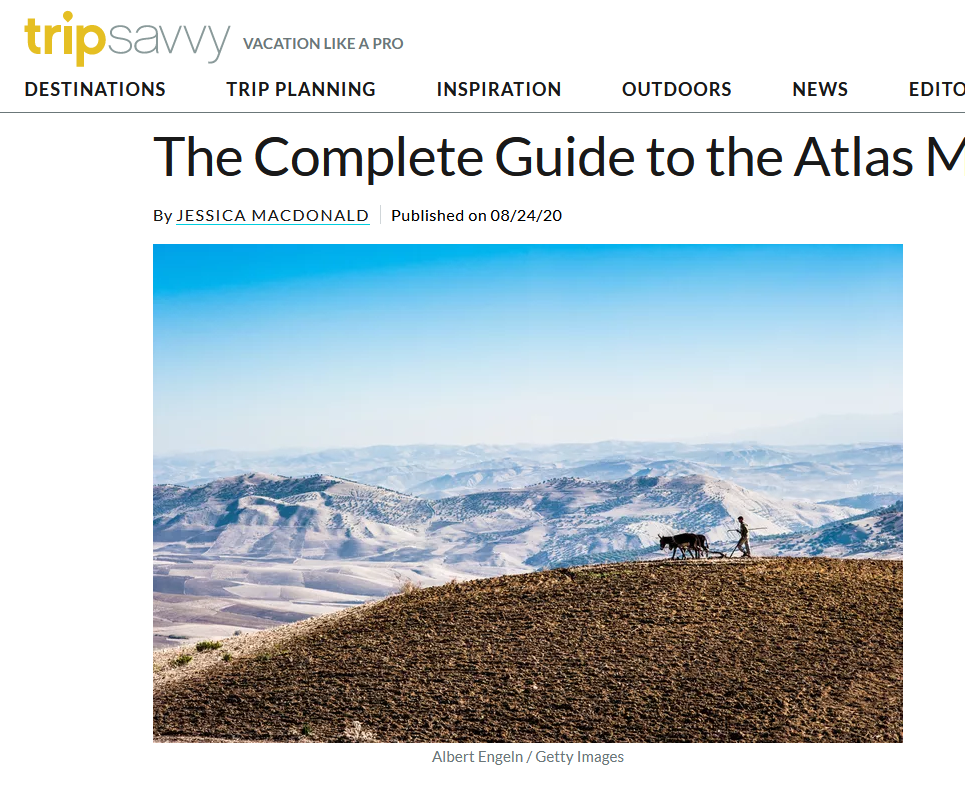 tripsavvy VACATION LIKE A PRO
DESTINATIONS TRIP PLANNING INSPIRATION OUTDOORS NEWS EDITO
The Complete Guide to the Atlas M
By JESSICA MACDONALD Published on 08/24/20
Albert Engeln / Getty Images